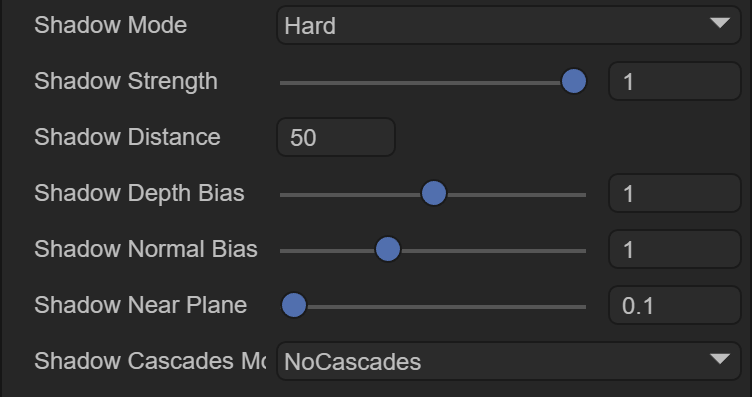 Shadow Mode Hard
Shadow Strength 1
Shadow Distance 50
Shadow Depth Bias 1
Shadow Normal Bias 1
Shadow Near Plane 0.1
Shadow Cascades Mo NoCascades